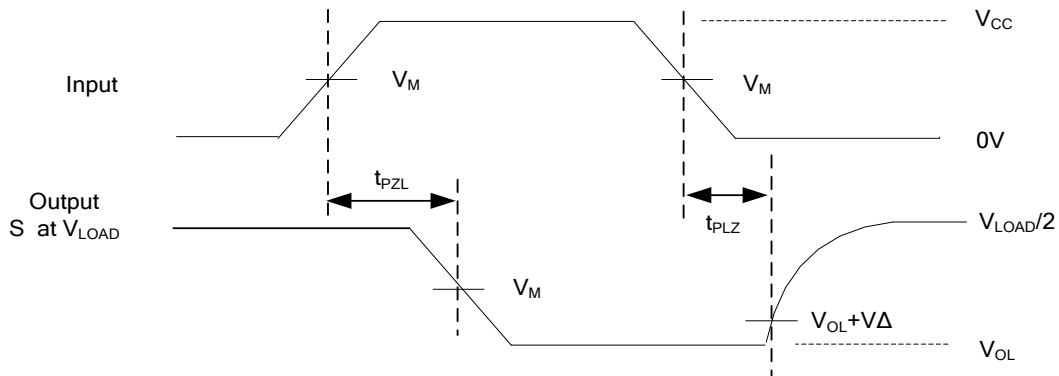 V_CC
Input
V_M
V_M
0V
t_PZL
t_PLZ
Output
S at V_LOAD
V_LOAD/2
V_M
V_OL+VΔ
V_OL